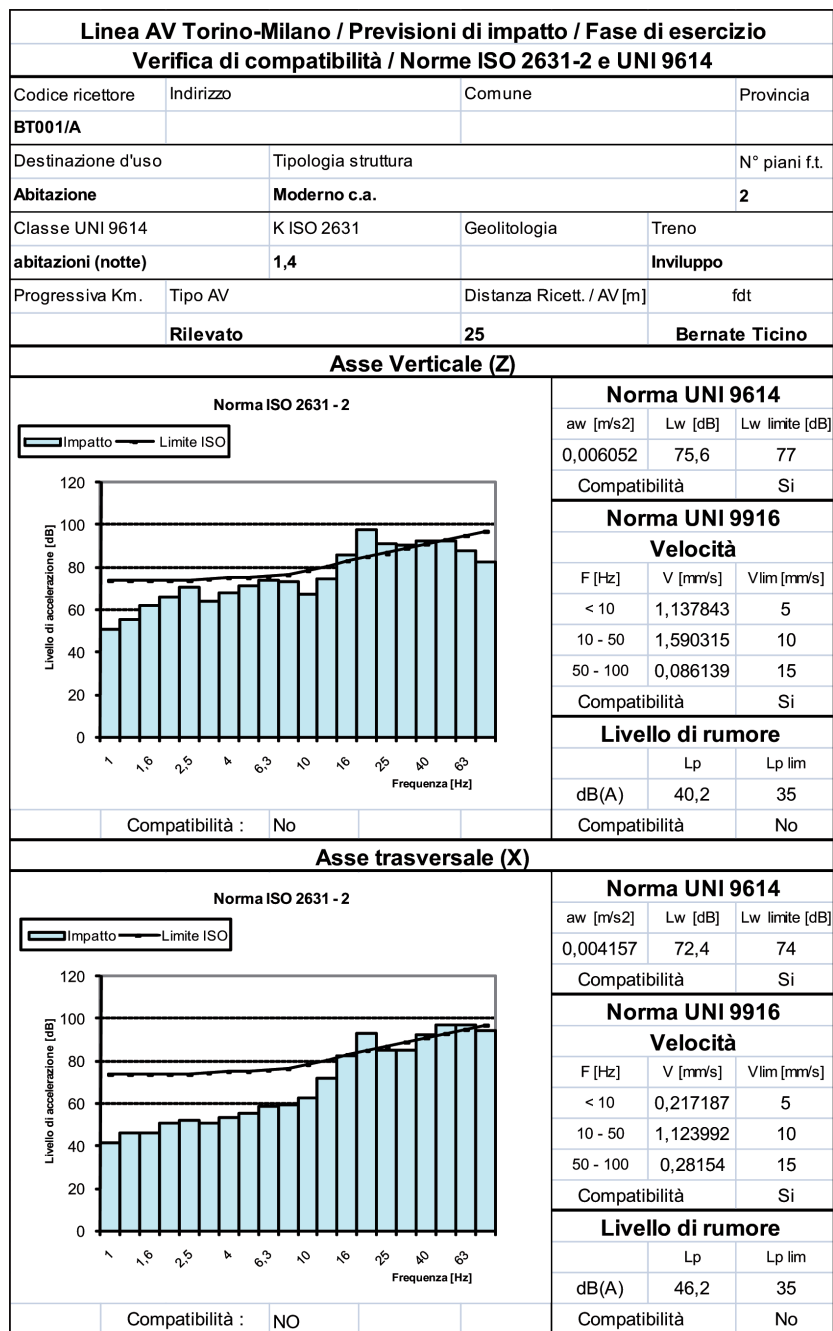 Linea AV Torino-Milano / Previsioni di impatto / Fase di esercizio
Verifica di compatibilità / Norme ISO 2631-2 e UNI 9614
Codice ricettore Indirizzo Comune Provincia
BT001/A
Destinazione d'uso Tipologia struttura N° piani f.t.
Abitazione Moderno c.a. 2
Classe UNI 9614 K ISO 2631 Geolitologia Treno
abitazioni (notte) 1,4 Inviluppo
Progressiva Km. Tipo AV Distanza Ricett. / AV [m] fdt
Rilevato 25 Bernate Ticino
Asse Verticale (Z)
Norma ISO 2631 - 2
Impatto Limite ISO
Livello di accelerazione [dB]
120
100
80
60
40
20
0
1 1,6 2,5 4 6,3 10 16 25 40 63
Frequenza [Hz]
Compatibilità : No
Norma UNI 9614
aw [m/s2] Lw [dB] Lw limite [dB]
0,006052 75,6 77
Compatibilità Si
Norma UNI 9916
Velocità
F [Hz] V [mm/s] Vlim [mm/s]
< 10 1,137843 5
10 - 50 1,590315 10
50 - 100 0,086139 15
Compatibilità Si
Livello di rumore
Lp Lp lim
dB(A) 40,2 35
Compatibilità No
Asse trasversale (X)
Norma ISO 2631 - 2
Impatto Limite ISO
Livello di accelerazione [dB]
120
100
80
60
40
20
0
1 1,6 2,5 4 6,3 10 16 25 40 63
Frequenza [Hz]
Compatibilità : NO
Norma UNI 9614
aw [m/s2] Lw [dB] Lw limite [dB]
0,004157 72,4 74
Compatibilità Si
Norma UNI 9916
Velocità
F [Hz] V [mm/s] Vlim [mm/s]
< 10 0,217187 5
10 - 50 1,123992 10
50 - 100 0,28154 15
Compatibilità Si
Livello di rumore
Lp Lp lim
dB(A) 46,2 35
Compatibilità No